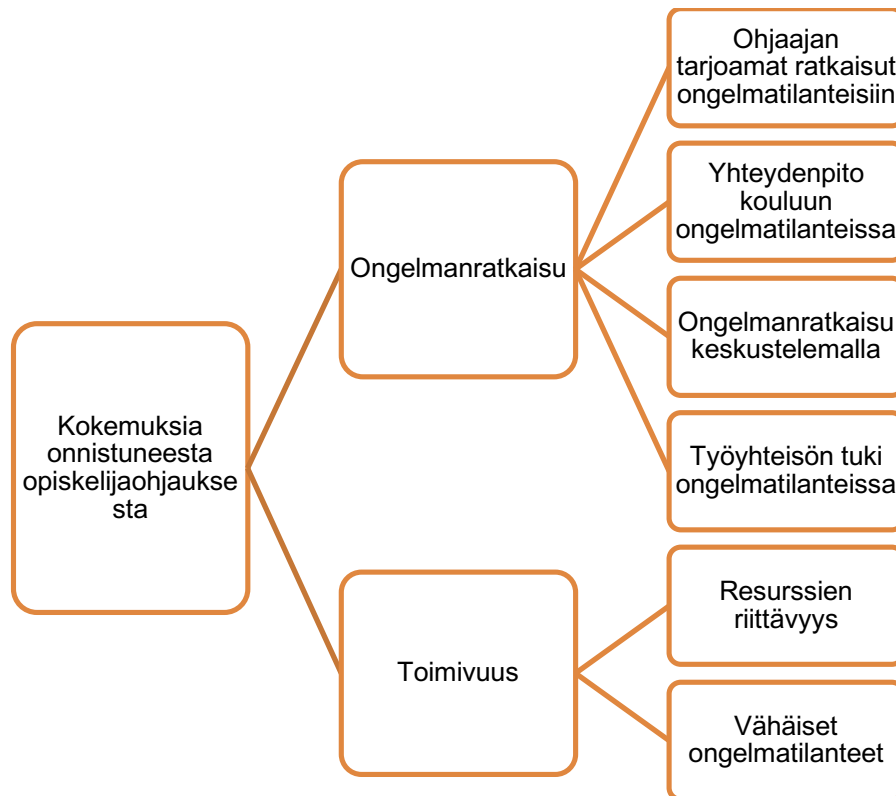 Kokemuksia
onnistuneesta
opiskelijaohjaukse
sta
Ongelmanratkaisu
Ohjaajan
tarjoamat ratkaisut
ongelmatilanteisiin
Yhteydenpito
kouluun
ongelmatilanteissa
Ongelmanratkaisu
keskustelemalla
Työyhteisön tuki
ongelmatilanteissa
Toimivuus
Resurssien
riittävyys
Vähäiset
ongelmatilanteet